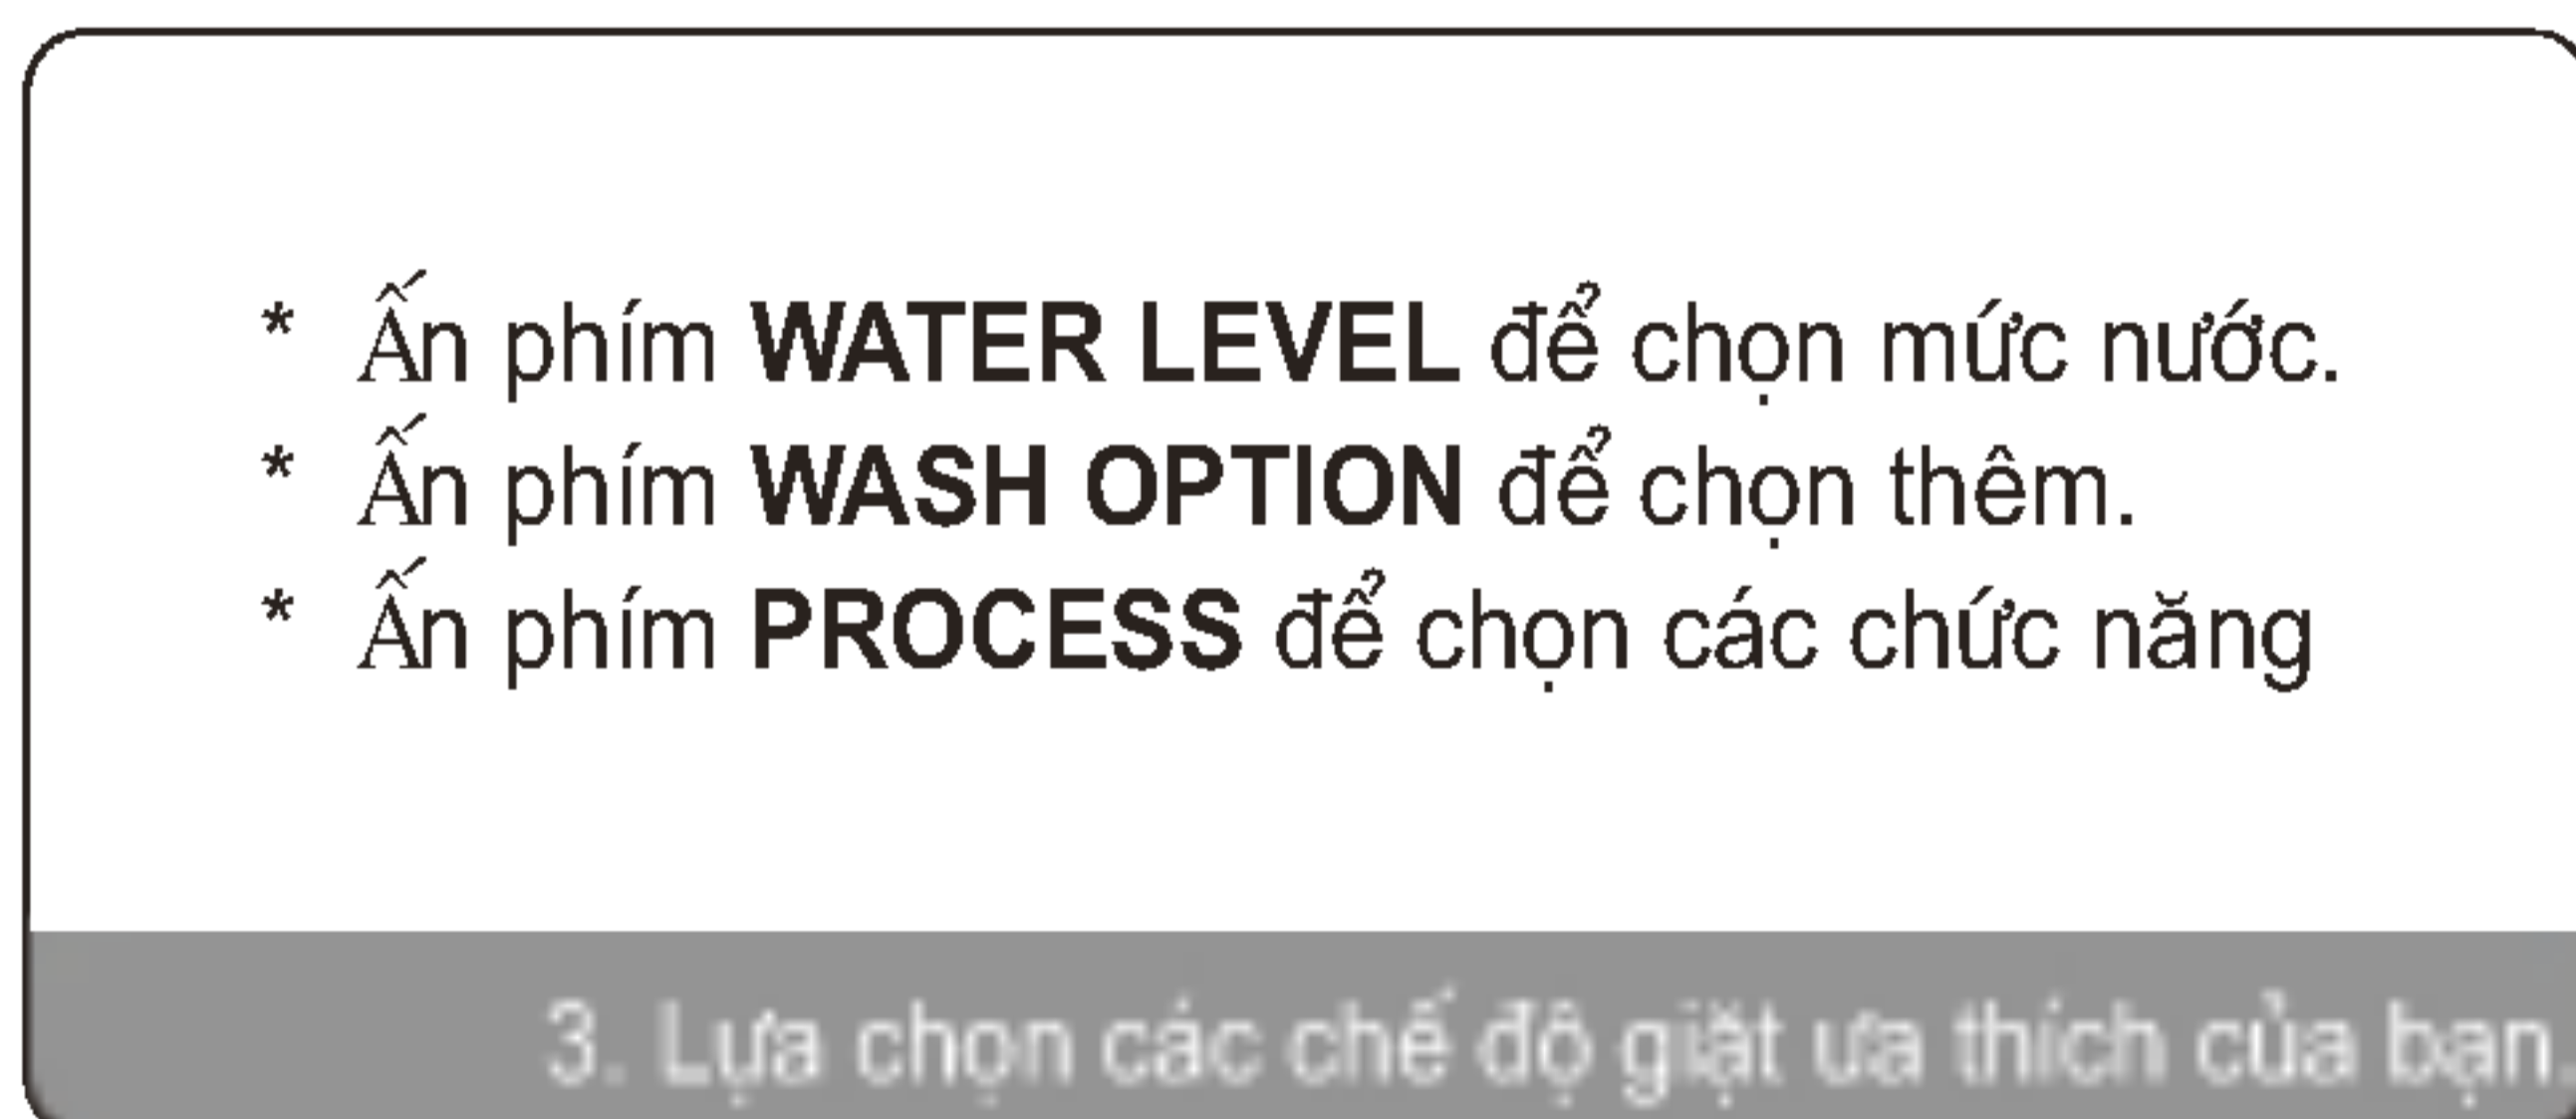 * Ấn phím WATER LEVEL để chọn mức nước.
* Ấn phím WASH OPTION để chọn thêm.
* Ấn phím PROCESS để chọn các chức năng
3. Lựa chọn các chế độ giặt ưa thích của bạn.